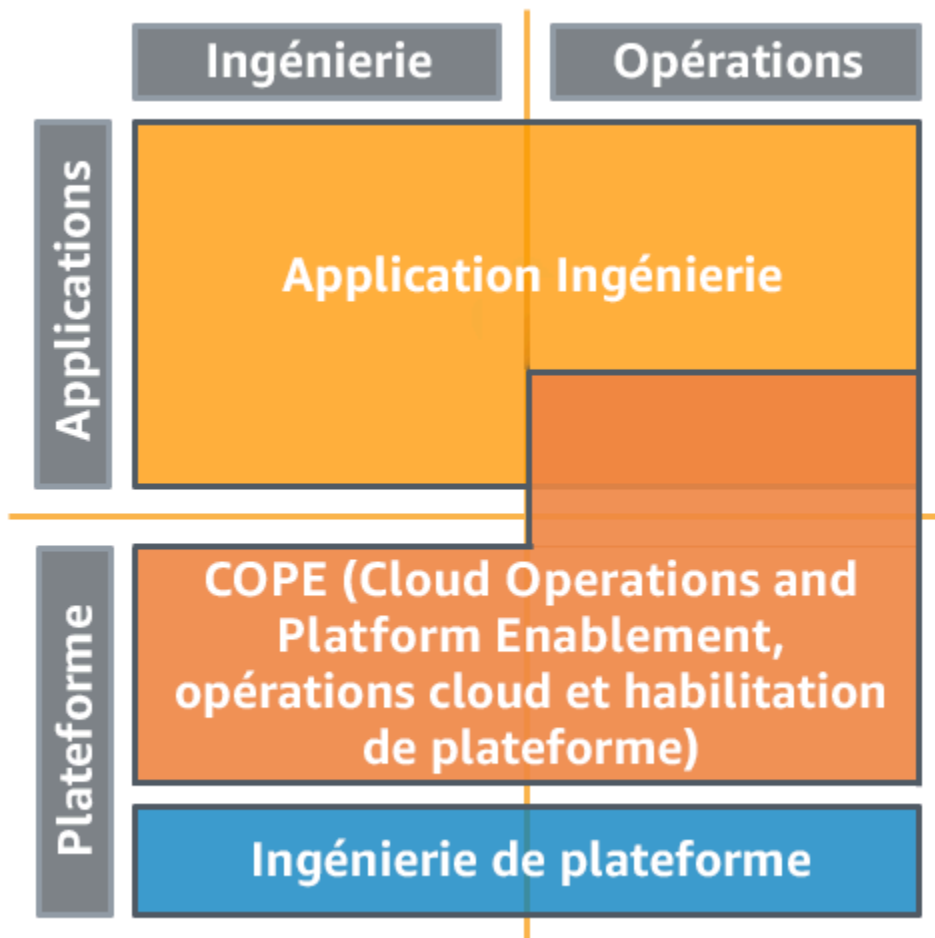 Ingénierie
Opérations
Applications
Application Ingénierie
Plateforme
COPE (Cloud Operations and
Platform Enablement,
opérations cloud et habilitation
de plateforme)
Ingénierie de plateforme